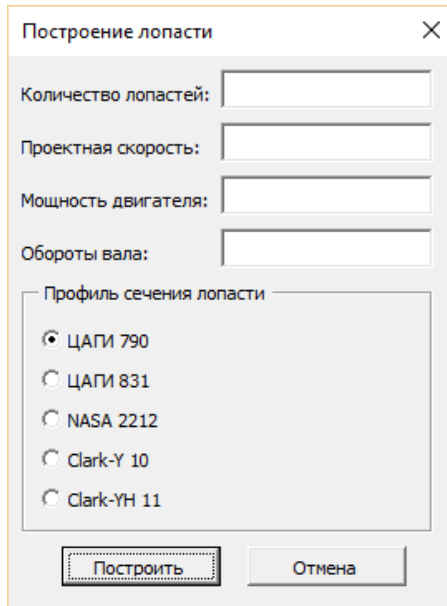 Построение лопасти
Количество лопастей:
Проектная скорость:
Мощность двигателя:
Обороты вала:
Профиль сечения лопасти
ЦАГИ 790
ЦАГИ 831
NASA 2212
Clark-Y 10
Clark-YH 11
Построить Отмена